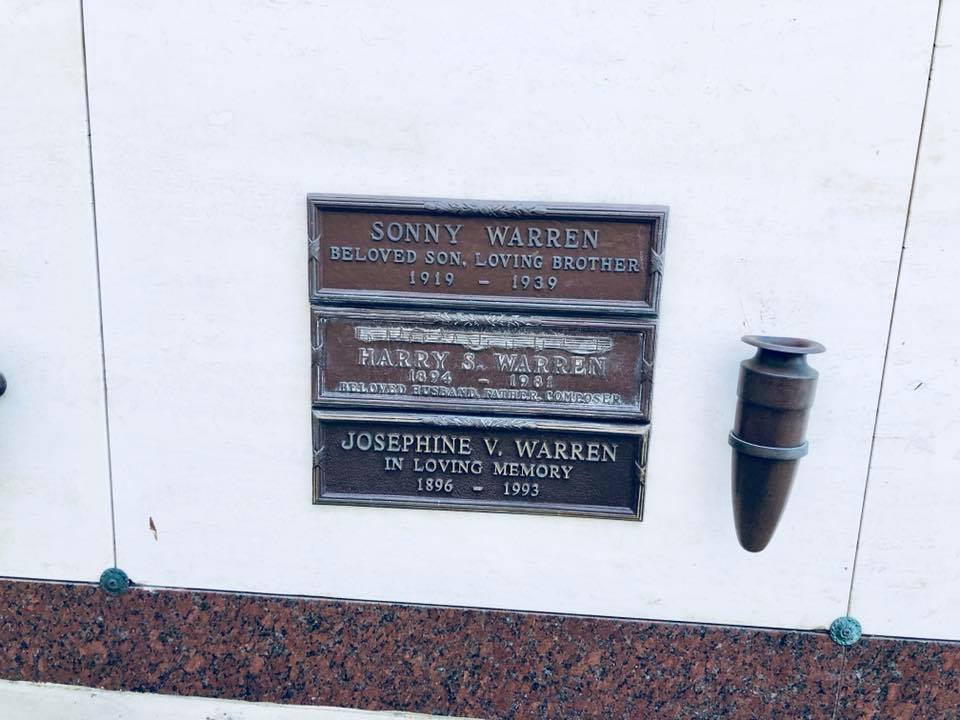 SONNY WARREN
BELOVED SON, LOVING BROTHER
1919 – 1939
HARRY S. WARREN
1894 – 1981
BELOVED HUSBAND, FATHER, COMPOSER
JOSEPHINE V. WARREN
IN LOVING MEMORY
1896 – 1993